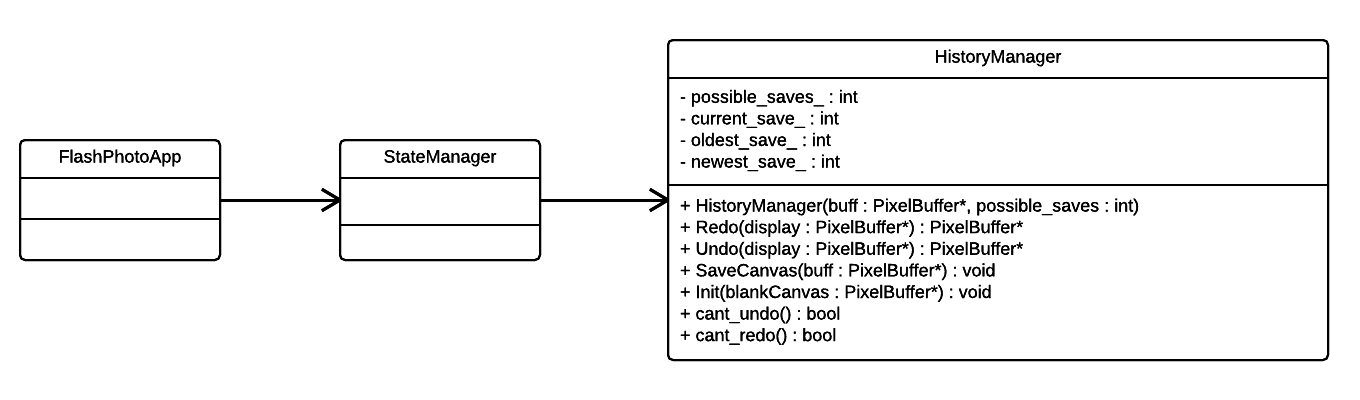 FlashPhotoApp
StateManager
HistoryManager
- possible_saves_ : int
- current_save_ : int
- oldest_save_ : int
- newest_save_ : int
+ HistoryManager(buff : PixelBuffer*, possible_saves : int)
+ Redo(display : PixelBuffer*) : PixelBuffer*
+ Undo(display : PixelBuffer*) : PixelBuffer*
+ SaveCanvas(buff : PixelBuffer*) : void
+ Init(blankCanvas : PixelBuffer*) : void
+ cant_undo() : bool
+ cant_redo() : bool